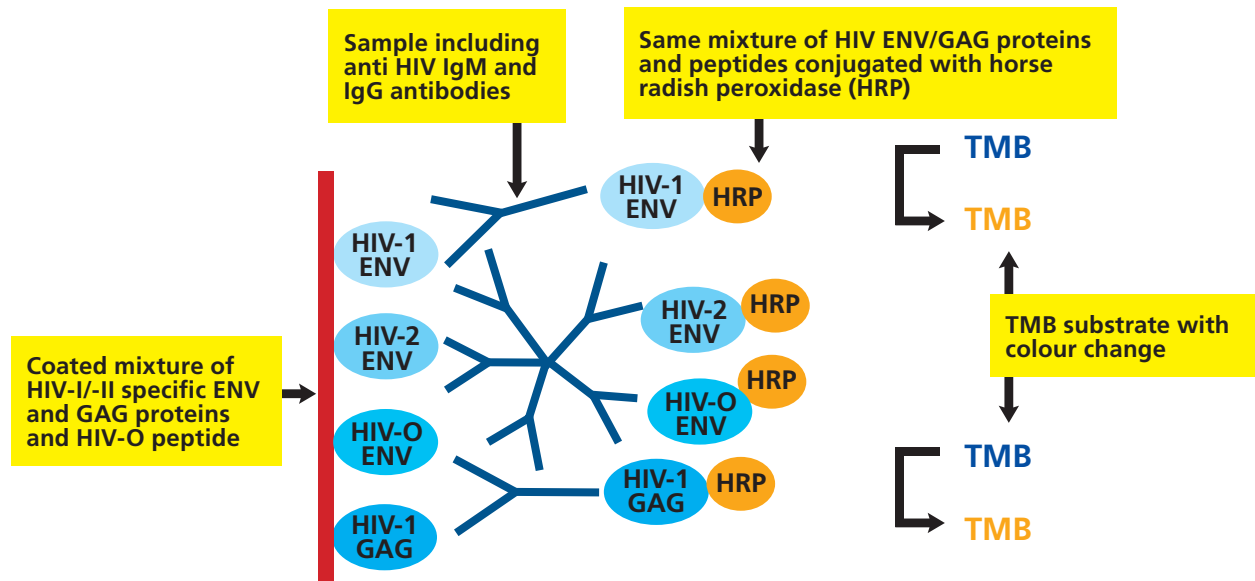 Sample including
anti HIV IgM and
IgG antibodies
Same mixture of HIV ENV/GAG proteins
and peptides conjugated with horse
radish peroxidase (HRP)
TMB
TMB
HIV-1
ENV
HRP
HIV-1
ENV
HIV-2
ENV
HRP
HIV-2
ENV
HRP
HIV-O
ENV
HIV-O
ENV
HIV-1
GAG
HRP
HIV-1
GAG
Coated mixture of
HIV-I/-II specific ENV
and GAG proteins
and HIV-O peptide
TMB substrate with
colour change
TMB
TMB